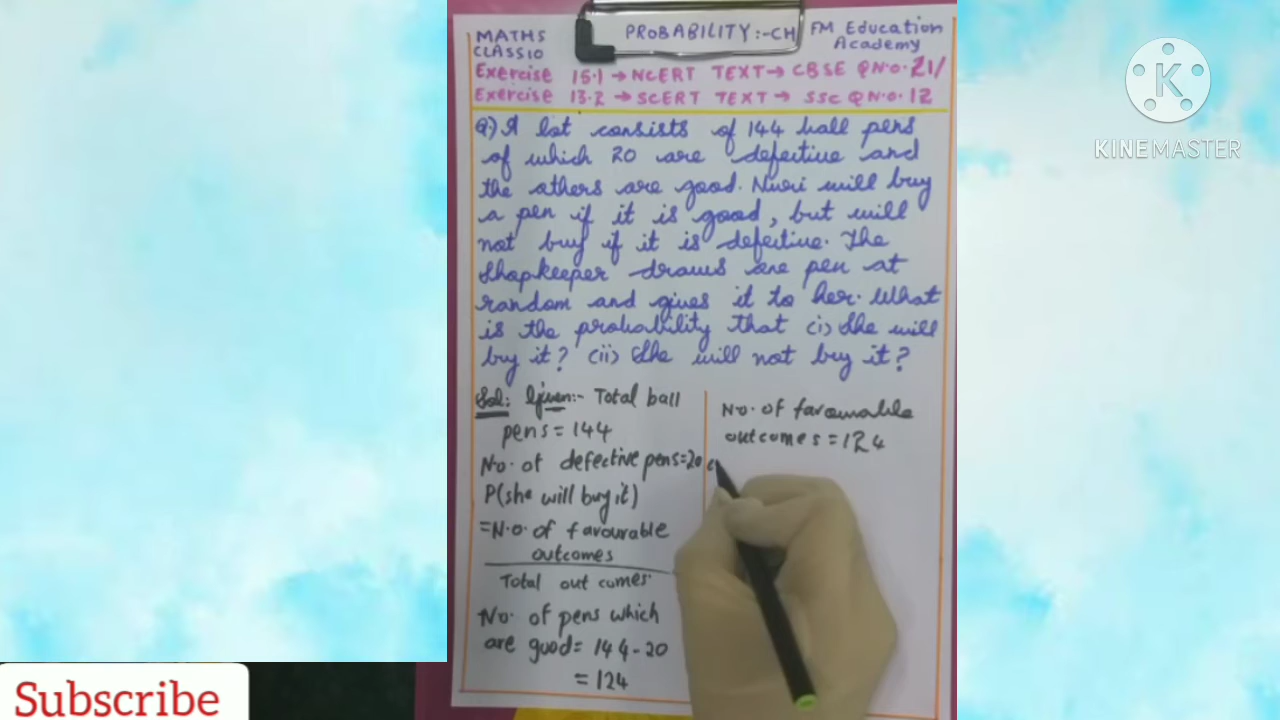 MATHS
CLASS10
PROBABILITY:-CH
FM Education
Academy
Exercise 15.1 → NCERT TEXT → CBSE QN.O.21/
Exercise 13.2 → SCERT TEXT → SSC QN.O.12
Q) A lot consists of 144 ball pens
of which 20 are defective and
the others are good. Nuri will buy
a pen if it is good, but will
not buy if it is defective. The
Shopkeeper draws one pen at
random and gives it to her. What
is the probability that (i) She will
buy it? (ii) She will not buy it?
Sol: Given:- Total ball
pens = 144
No. of defective pens=20
P(she will buy it)
=N.O. of favourable
outcomes
Total out comes
No. of pens which
are good = 144-20
= 124
No. of favourable
outcomes = 124
K
KINEMASTER
Subscribe